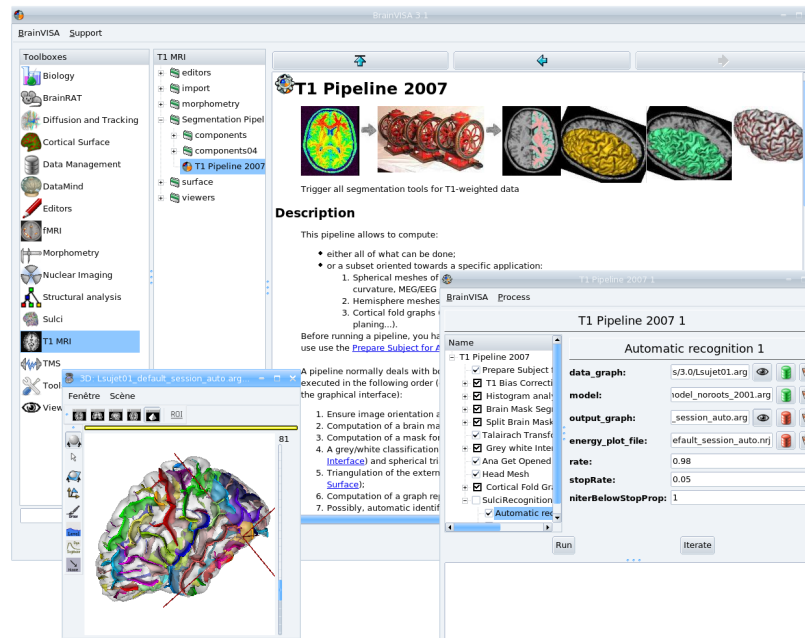 BrainVISA 3.1
BrainVISA Support
Toolboxes
Biology
BrainRAT
Diffusion and Tracking
Cortical Surface
Data Management
DataMind
Editors
fMRI
Morphometry
Nuclear Imaging
Structural analysis
Sulci
T1 MRI
TMS
Tool
View
T1 MRI
editors
import
morphometry
Segmentation Pipel
components
components04
T1 Pipeline 2007
surface
viewers
T1 Pipeline 2007
Trigger all segmentation tools for T1-weighted data
Description
This pipeline allows to compute:
either all of what can be done;
or a subset oriented towards a specific application:
1. Spherical meshes of
curvature, MEG/EEG
2. Hemisphere meshes
3. Cortical fold graphs
planing...).
Before running a pipeline, you ha
use use the Prepare Subject for A
A pipeline normally deals with bo
executed in the following order (
the graphical interface):
1. Ensure image orientation a
2. Computation of a brain ma
3. Computation of a mask for
4. A grey/white classification
Interface) and spherical tri
5. Triangulation of the extern
Surface);
6. Computation of a graph rep
7. Possibly, automatic identif
3D: Lsujet01_default_session_auto.arg
Fenêtre Scène
ROI
81
T1 Pipeline 2007 1
BrainVISA Process
T1 Pipeline 2007 1
Name
T1 Pipeline 2007
Prepare Subject f
T1 Bias Correcti
Histogram analy
Brain Mask Segr
Split Brain Mask
Talairach Transfo
Grey white Inter
Ana Get Opened
Head Mesh
Cortical Fold Gra
SulciRecognition
Automatic rec
Automatic recognition 1
data_graph: s/3.0/Lsujet01.arg
model: nodel_noroots_2001.arg
output_graph: _session_auto.arg
energy_plot_file: efault_session_auto.nrj
rate: 0.98
stopRate: 0.05
niterBelowStopProp: 1
Run Iterate